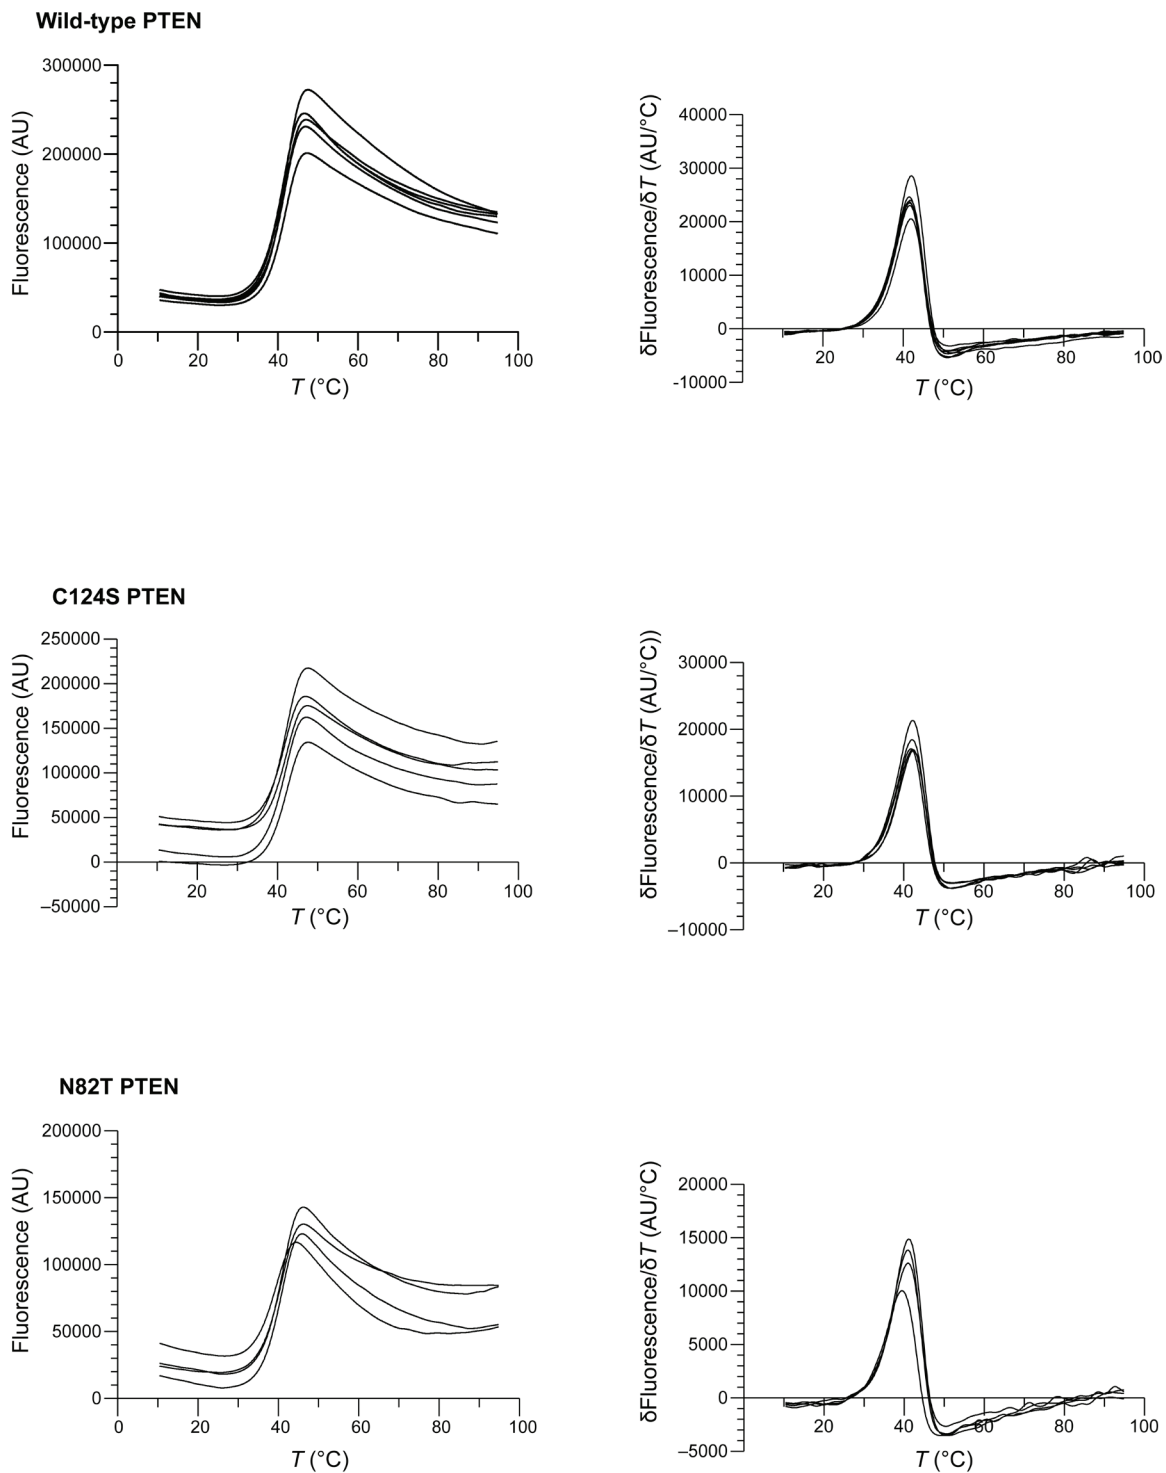 Wild-type PTEN
Fluorescence (AU)
300000
200000
100000
0
0 20 40 60 80 100
T (°C)
δFluorescence/δT (AU/°C)
40000
30000
20000
10000
0
-10000
20 40 60 80 100
T (°C)
C124S PTEN
Fluorescence (AU)
250000
200000
150000
100000
50000
0
–50000
20 40 60 80 100
T (°C)
δFluorescence/δT (AU/°C))
30000
20000
10000
0
–10000
20 40 60 80 100
T (°C)
N82T PTEN
Fluorescence (AU)
200000
150000
100000
50000
0
0 20 40 60 80 100
T (°C)
δFluorescence/δT (AU/°C)
20000
15000
10000
5000
0
–5000
20 40 60 80 100
T (°C)